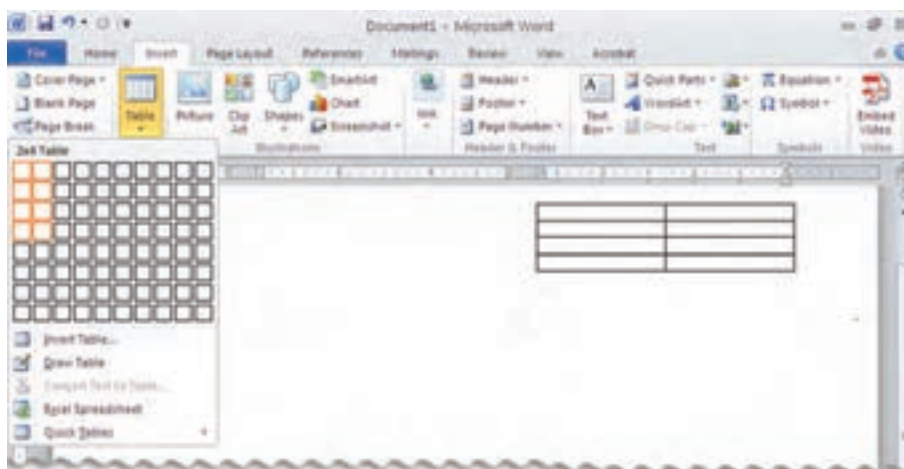 Document1 - Microsoft Word
File Home Insert Page Layout References Mailings Review View Acrobat
Cover Page
Blank Page
Page Break
Table
Picture
Clip Art
Shapes
SmartArt
Chart
Screenshot
Illustrations
Link
Header
Footer
Page Number
Header & Footer
A
Text Box
Quick Parts
WordArt
Drop Cap
Text
Equation
Symbol
Symbols
Embed Video
Video
2x4 Table
Insert Table...
Draw Table
Convert Text to Table...
Excel Spreadsheet
Quick Tables